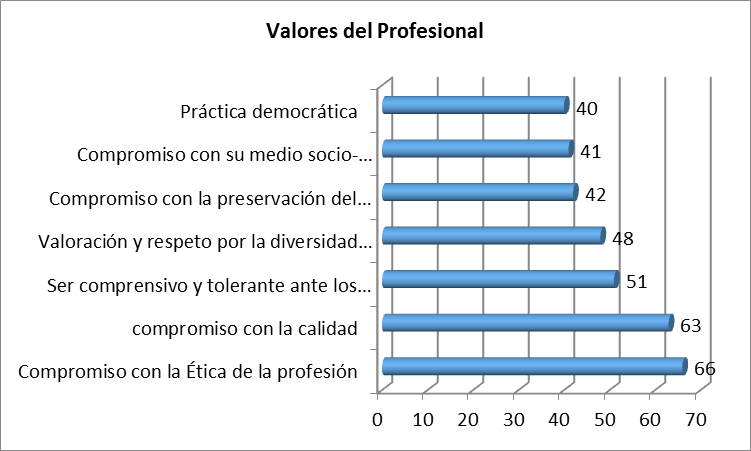 Valores del Profesional
Práctica democrática 40
Compromiso con su medio socio-... 41
Compromiso con la preservación del... 42
Valoración y respeto por la diversidad... 48
Ser comprensivo y tolerante ante los... 51
compromiso con la calidad 63
Compromiso con la Ética de la profesión 66
0 10 20 30 40 50 60 70